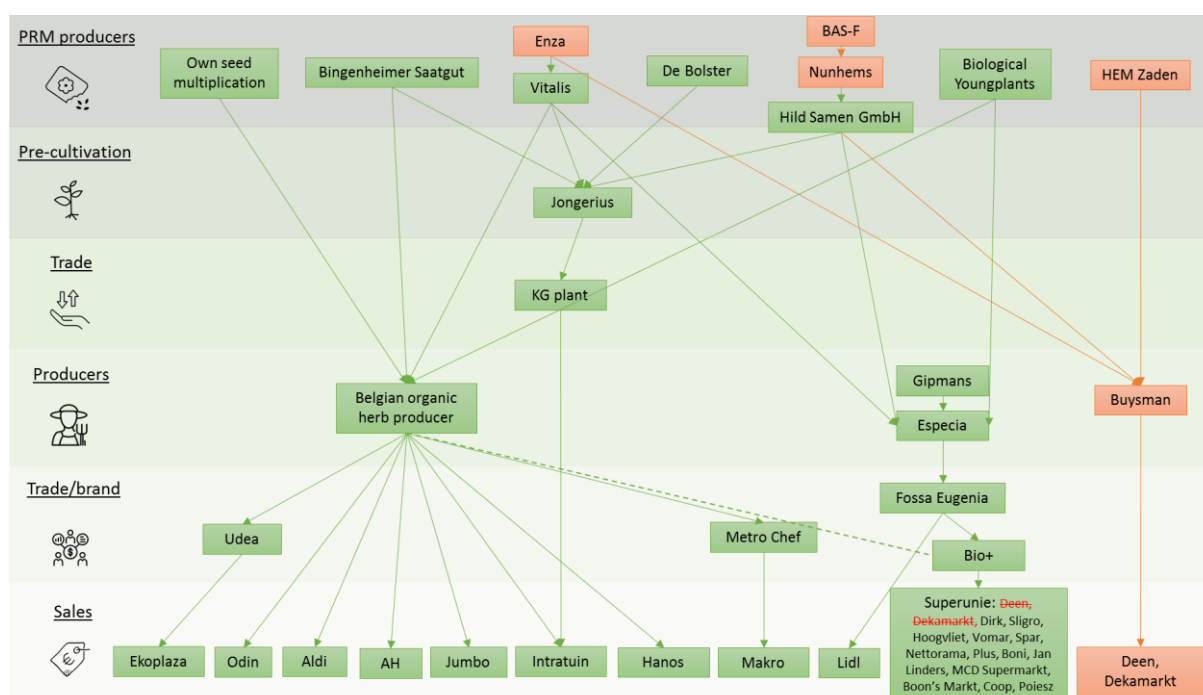 PRM producers
Own seed
multiplication
Bingenheimer Saatgut
Enza
Vitalis
De Bolster
BAS-F
Nunhems
Hild Samen GmbH
Biological
Youngplants
HEM Zaden
Pre-cultivation
Jongerius
Trade
KG plant
Producers
Belgian organic
herb producer
Gipmans
Especia
Buysman
Trade/brand
Fossa Eugenia
Udea
Metro Chef
Bio+
Sales
Ekoplaza
Odin
Aldi
AH
Jumbo
Intratuin
Hanos
Makro
Lidl
Superunie: Deen,
Dekamarkt, Dirk, Sligro,
Hoogvliet, Vomar, Spar,
Nettorama, Plus, Boni, Jan
Linders, MCD Supermarkt,
Boon's Markt, Coop, Poiesz
Deen,
Dekamarkt